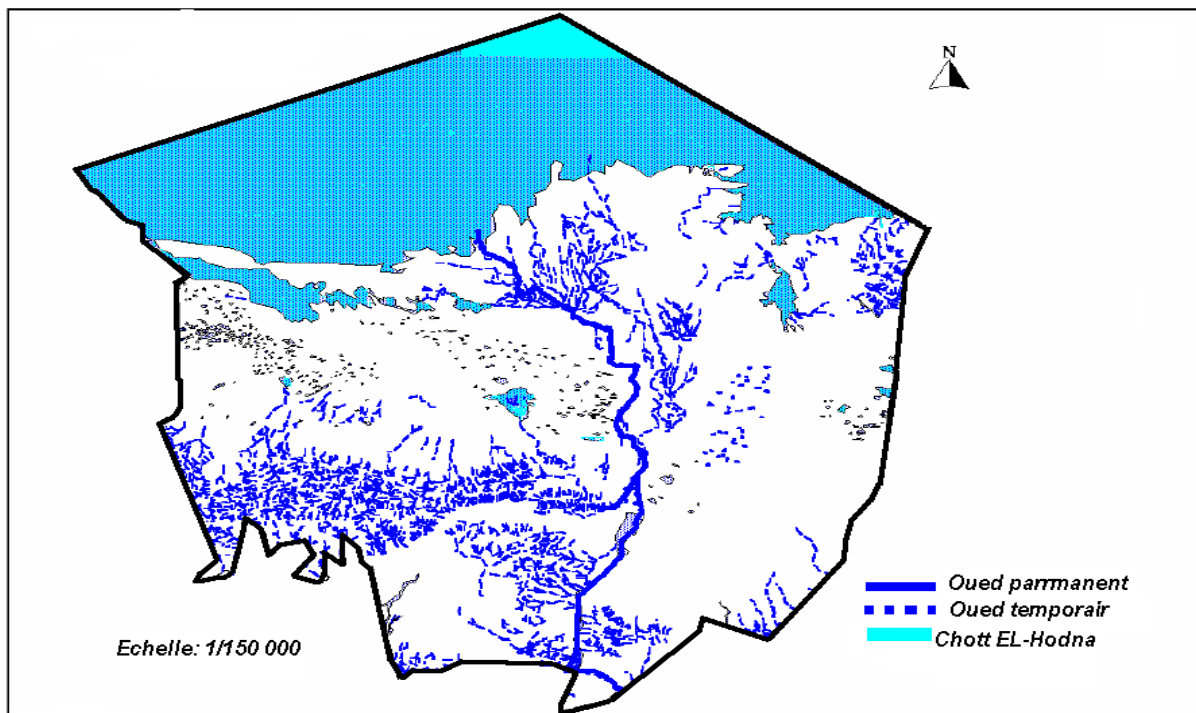 N
Oued parrmanent
Oued temporair
Chott EL-Hodna
Echelle: 1/150 000